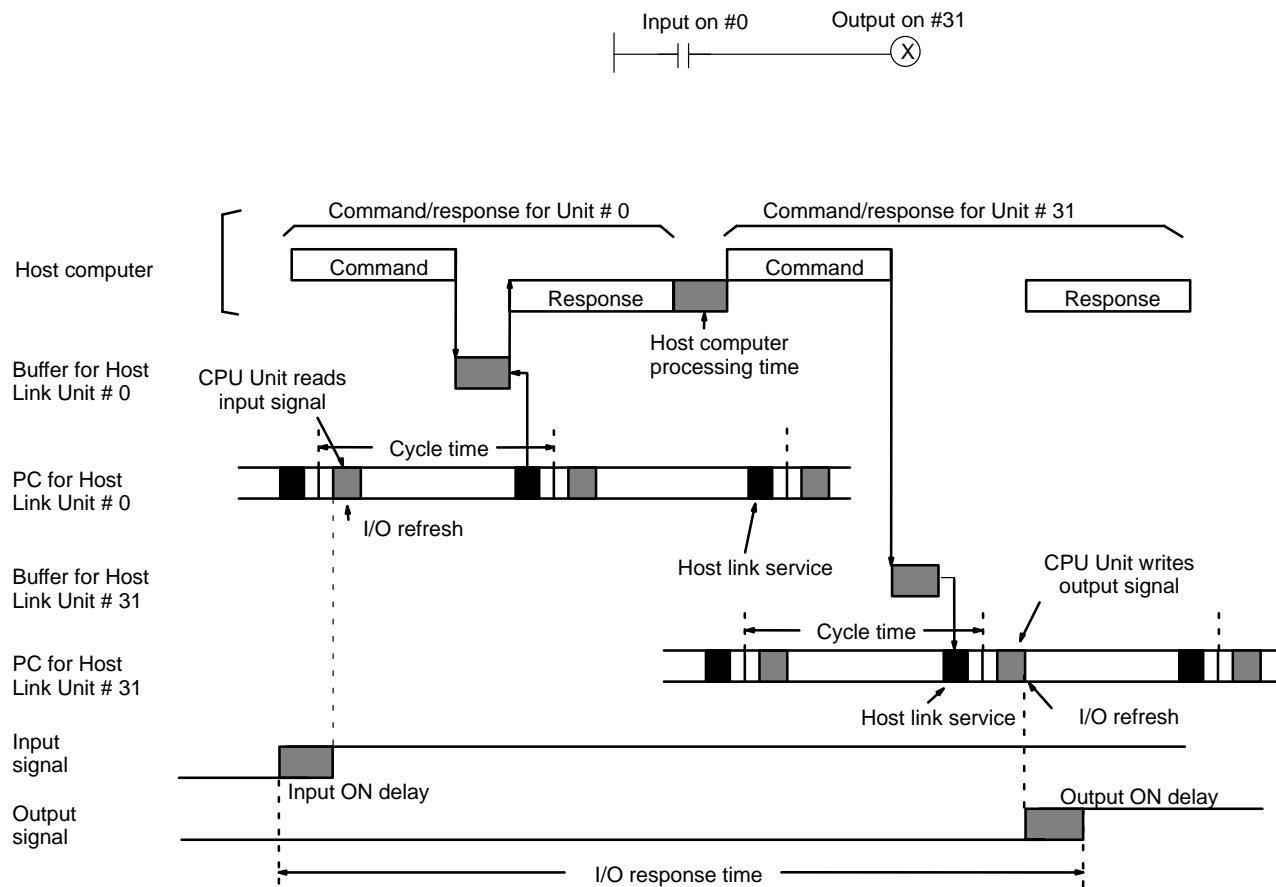 Input on #0
Output on #31
X
Command/response for Unit # 0
Command/response for Unit # 31
Host computer
Command
Command
Response
Response
Host computer
processing time
Buffer for Host
Link Unit # 0
CPU Unit reads
input signal
Cycle time
PC for Host
Link Unit # 0
I/O refresh
Host link service
Buffer for Host
Link Unit # 31
CPU Unit writes
output signal
Cycle time
PC for Host
Link Unit # 31
Host link service
I/O refresh
Input
signal
Input ON delay
Output ON delay
Output
signal
I/O response time